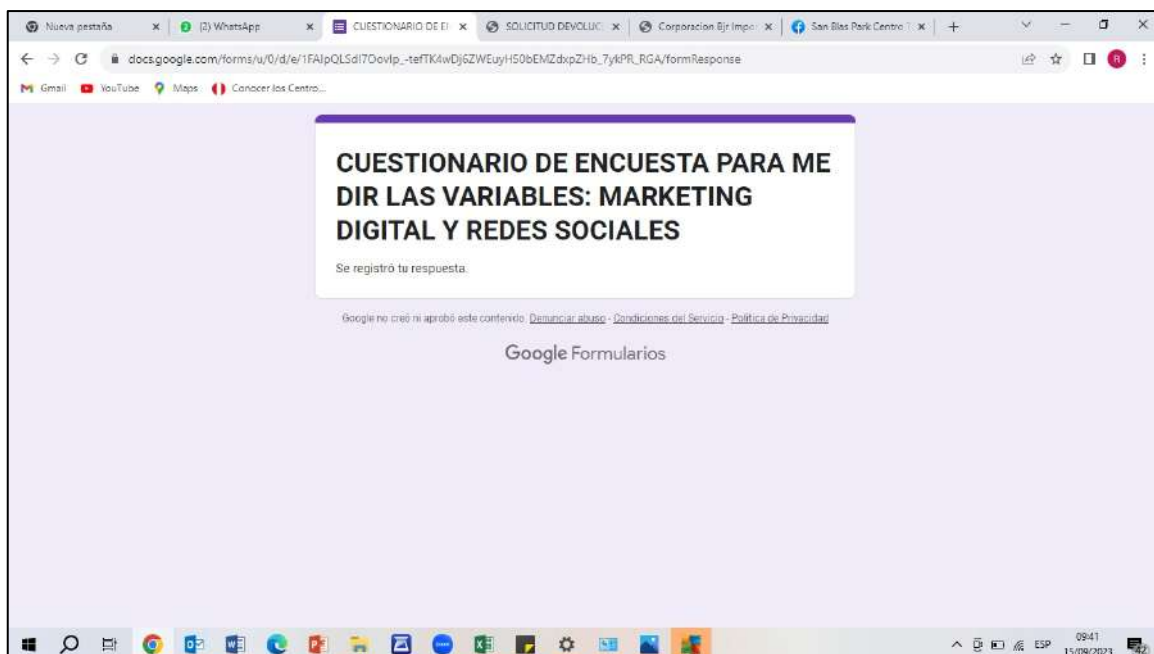 Nueva pestaña
(2) WhatsApp
CUESTIONARIO DE E
SOLICITUD DEVOLUC
Corporacion Bjr Impo
San Blas Park Centro T
docs.google.com/forms/u/0/d/e/
/formResponse
Gmail
YouTube
Maps
Conocer los Centro...
CUESTIONARIO DE ENCUESTA PARA ME
DIR LAS VARIABLES: MARKETING
DIGITAL Y REDES SOCIALES
Se registró tu respuesta.
Google no creó ni aprobó este contenido. Denunciar abuso - Condiciones del Servicio - Política de Privacidad
Google Formularios
ESP
09:41
15/09/2023